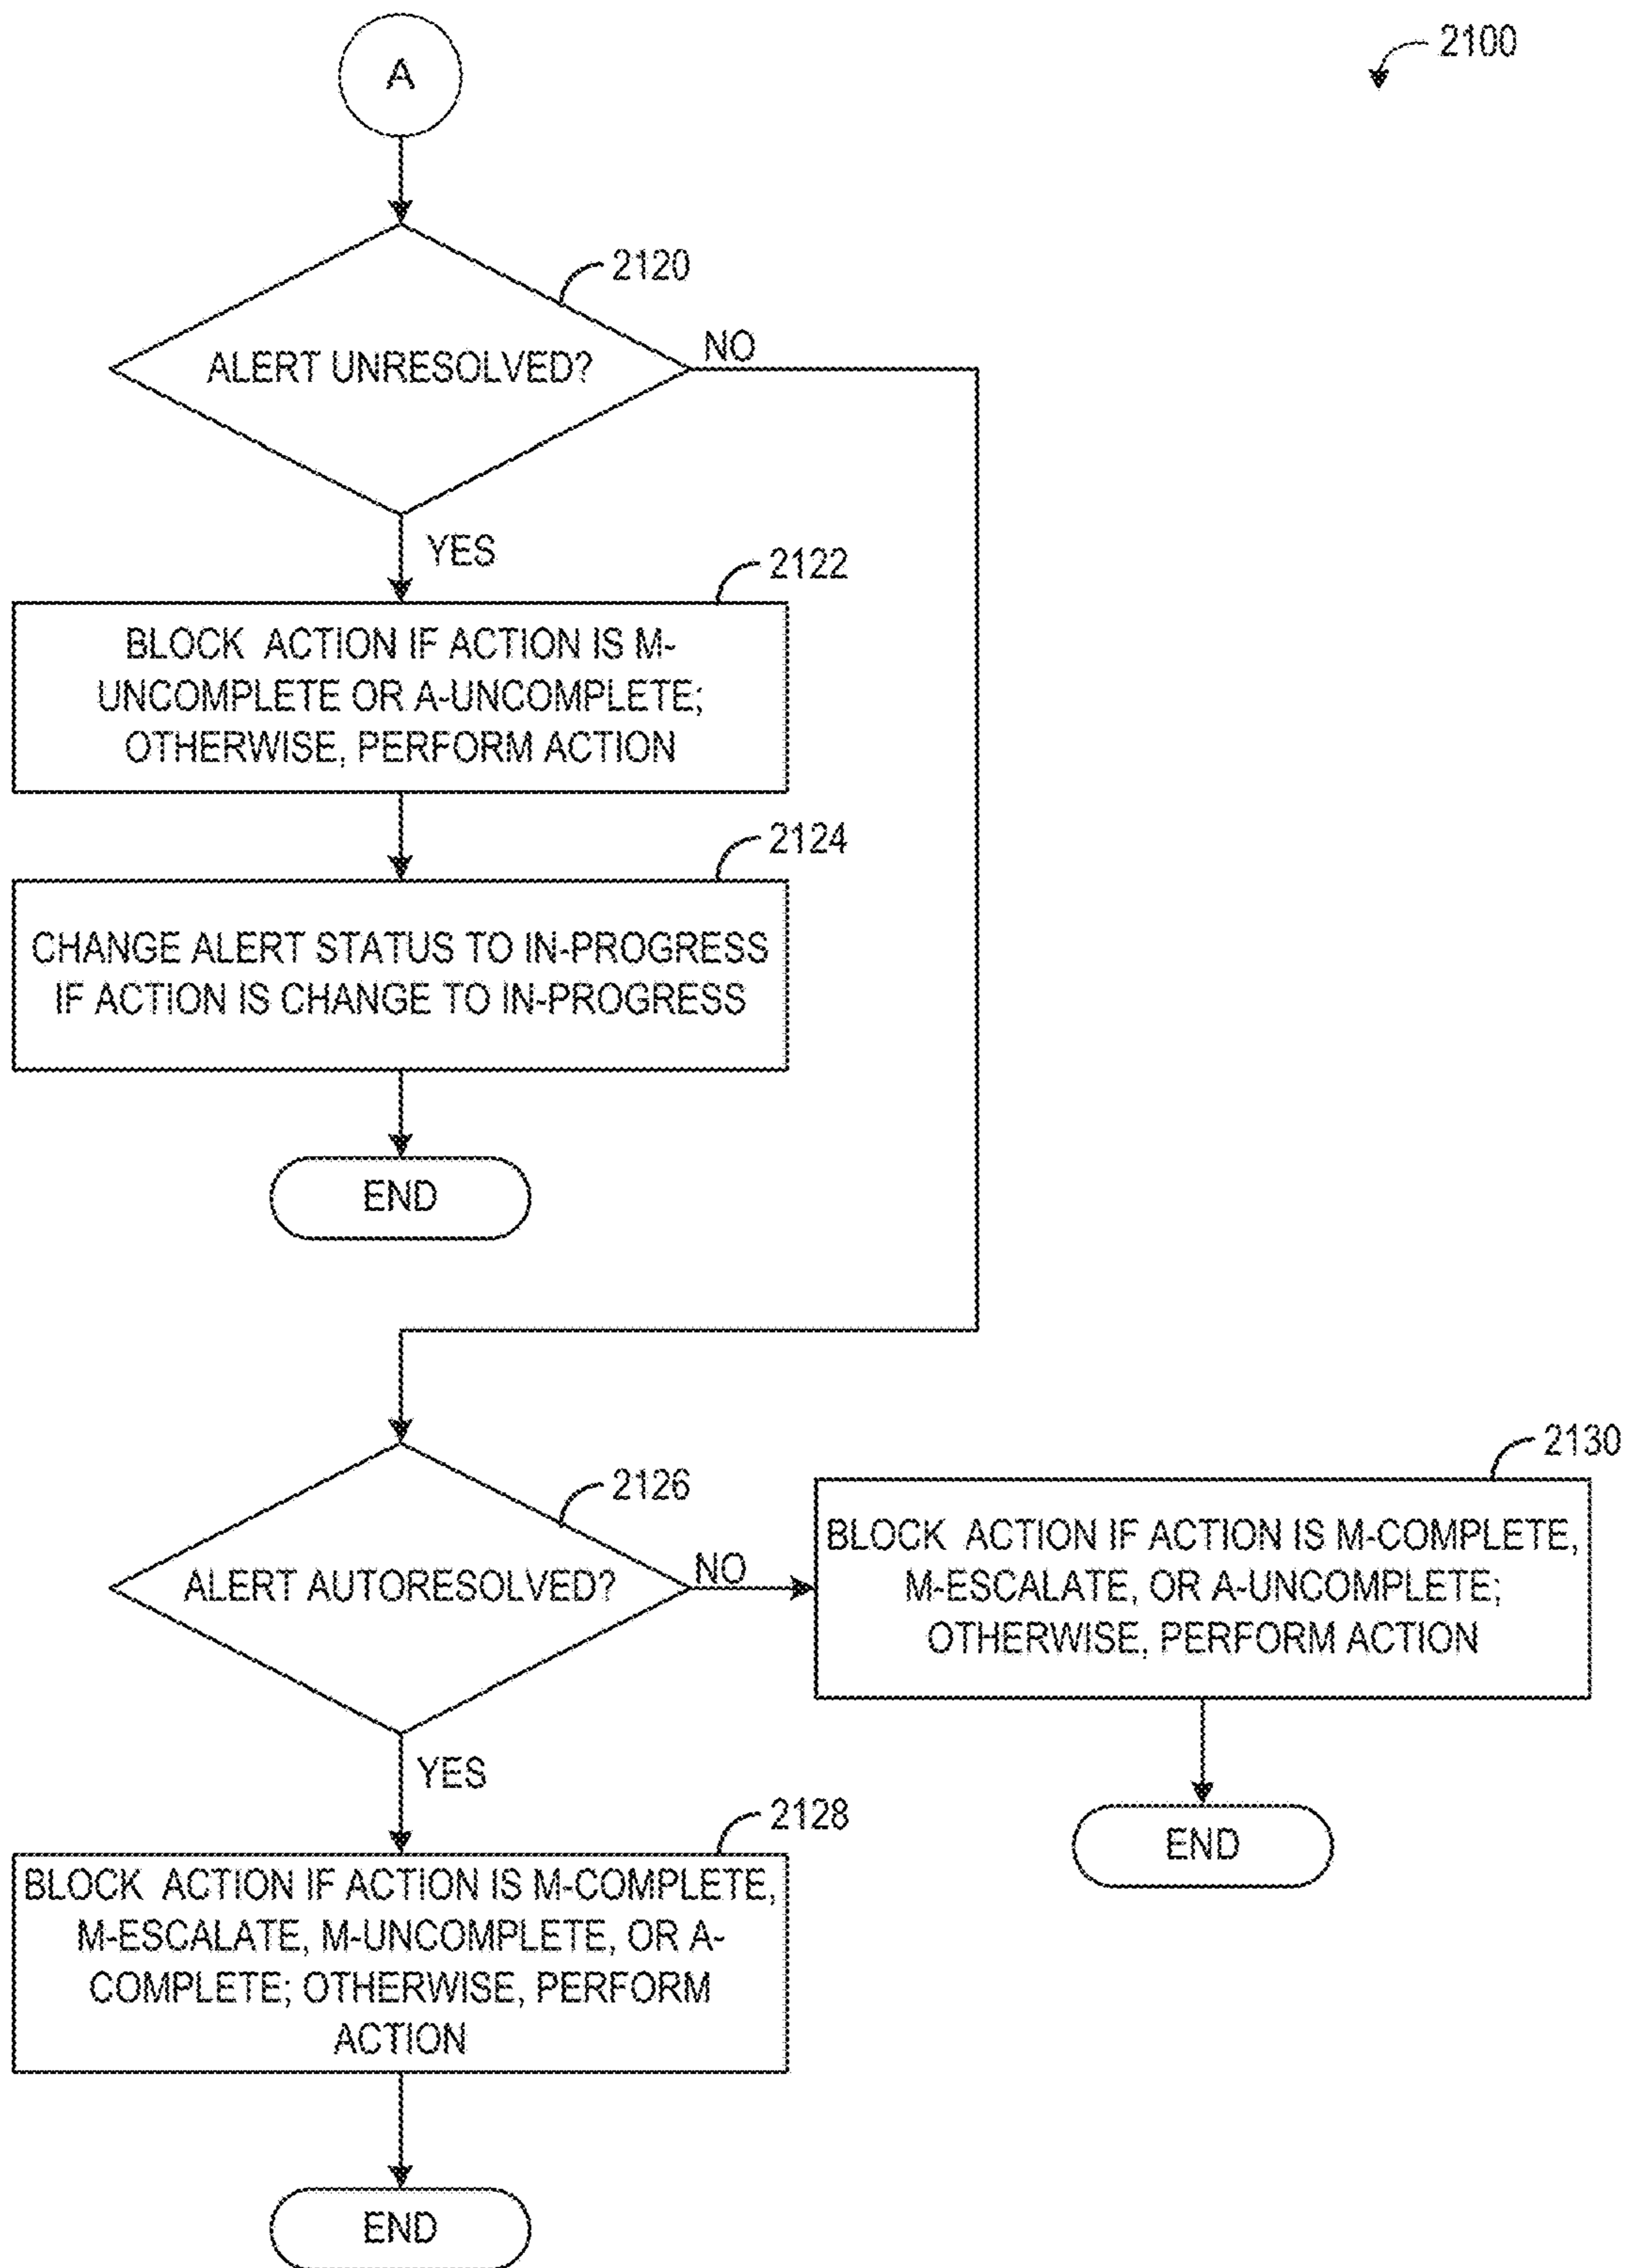 A
2100
2120
ALERT UNRESOLVED?
NO
YES
2122
BLOCK ACTION IF ACTION IS M-
UNCOMPLETE OR A-UNCOMPLETE;
OTHERWISE, PERFORM ACTION
2124
CHANGE ALERT STATUS TO IN-PROGRESS
IF ACTION IS CHANGE TO IN-PROGRESS
END
2126
ALERT AUTORESOLVED?
NO
2130
BLOCK ACTION IF ACTION IS M-COMPLETE,
M-ESCALATE, OR A-UNCOMPLETE;
OTHERWISE, PERFORM ACTION
END
YES
2128
BLOCK ACTION IF ACTION IS M-COMPLETE,
M-ESCALATE, M-UNCOMPLETE, OR A-
COMPLETE; OTHERWISE, PERFORM
ACTION
END